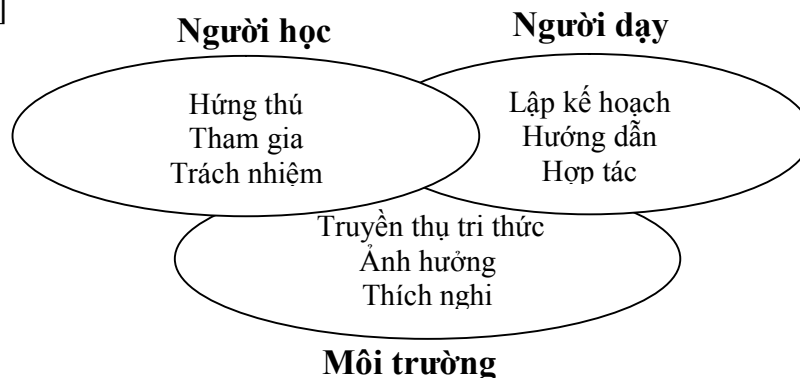 ]
Người học
Người dạy
Hứng thú
Tham gia
Trách nhiệm
Lập kế hoạch
Hướng dẫn
Hợp tác
Truyền thụ tri thức
Ảnh hưởng
Thích nghi
Môi trường